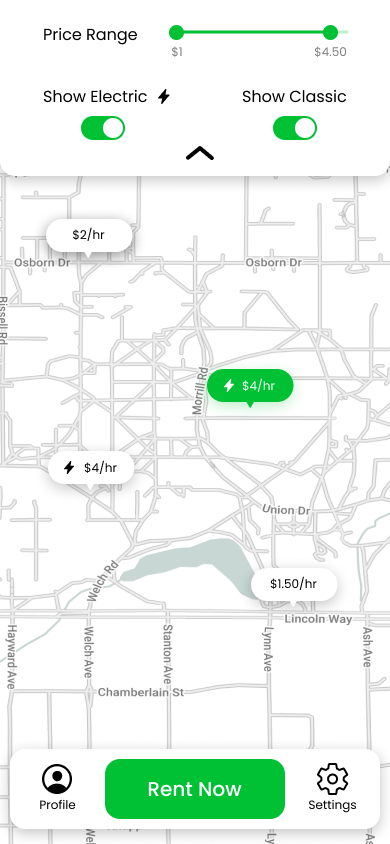 Price Range
$1
$4.50
Show Electric
Show Classic
$2/hr
Osborn Dr
Osborn Dr
Bissell Rd
Morrill Rd
$4/hr
$4/hr
Union Dr
Welch Rd
$1.50/hr
Lincoln Way
Hayward Ave
Welch Ave
Stanton Ave
Lynn Ave
Ash Ave
Chamberlain St
Profile
Rent Now
Settings